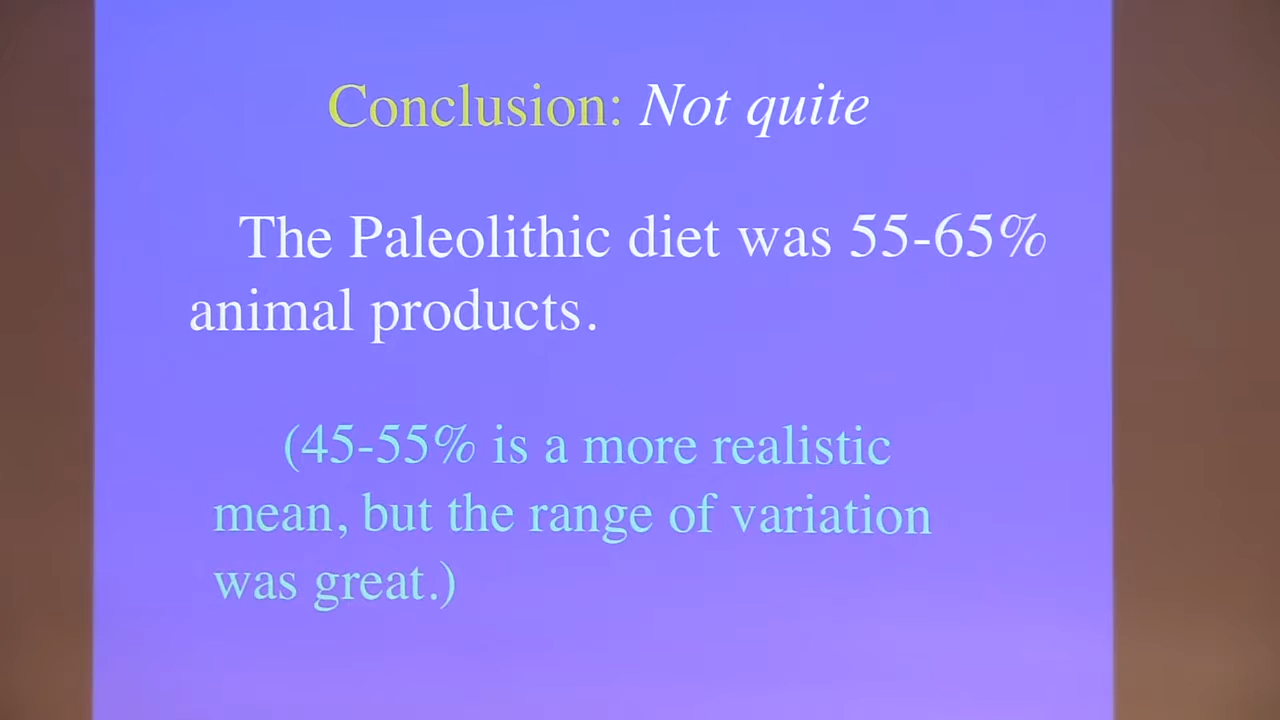 Conclusion: Not quite
The Paleolithic diet was 55-65%
animal products.
(45-55% is a more realistic
mean, but the range of variation
was great.)